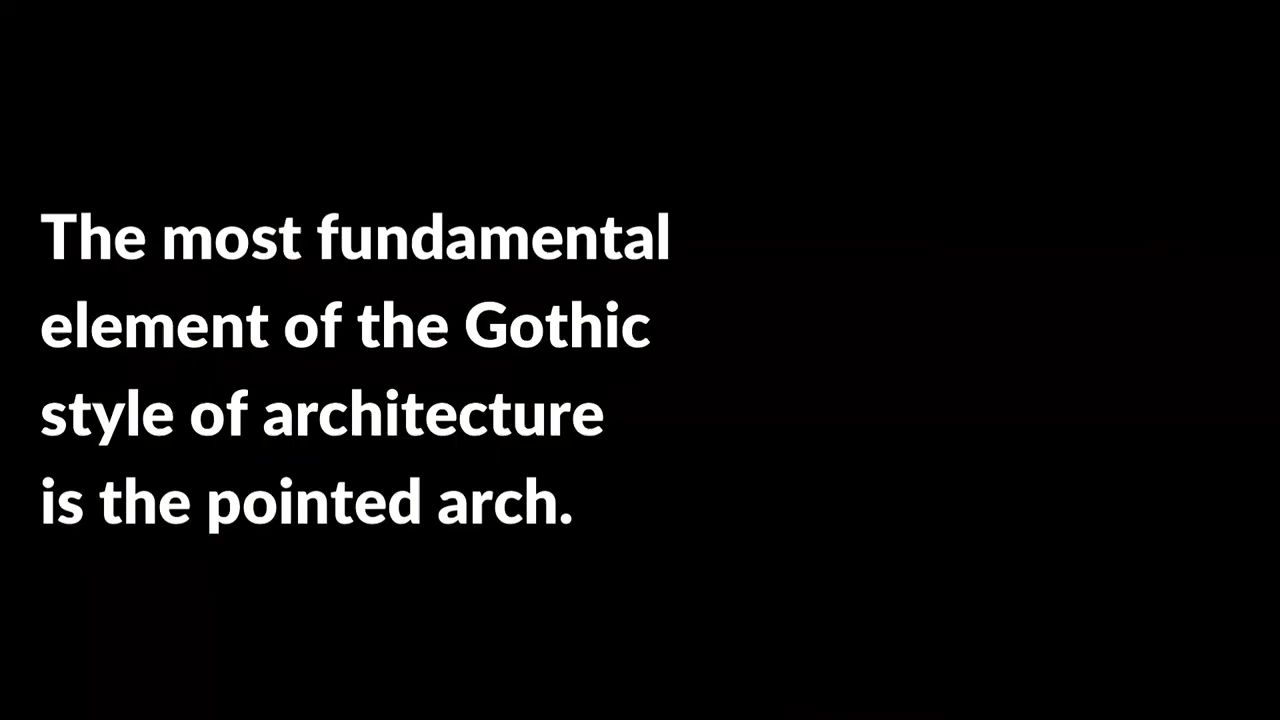 The most fundamental
element of the Gothic
style of architecture
is the pointed arch.